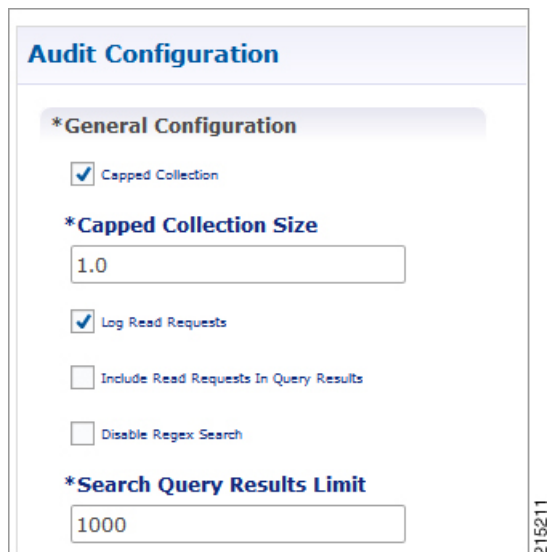 Audit Configuration
*General Configuration
Capped Collection
*Capped Collection Size
1.0
Log Read Requests
Include Read Requests In Query Results
Disable Regex Search
*Search Query Results Limit
1000
215211